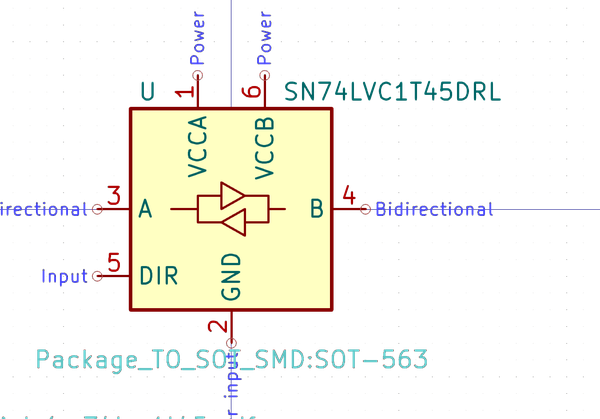 Power
Power
1
6
U
SN74LVC1T45DRL
VCCA
VCCB
irectional
3
A
B
4
Bidirectional
Input
5
DIR
GND
2
Package_TO_SOT_SMD:SOT-563
r input